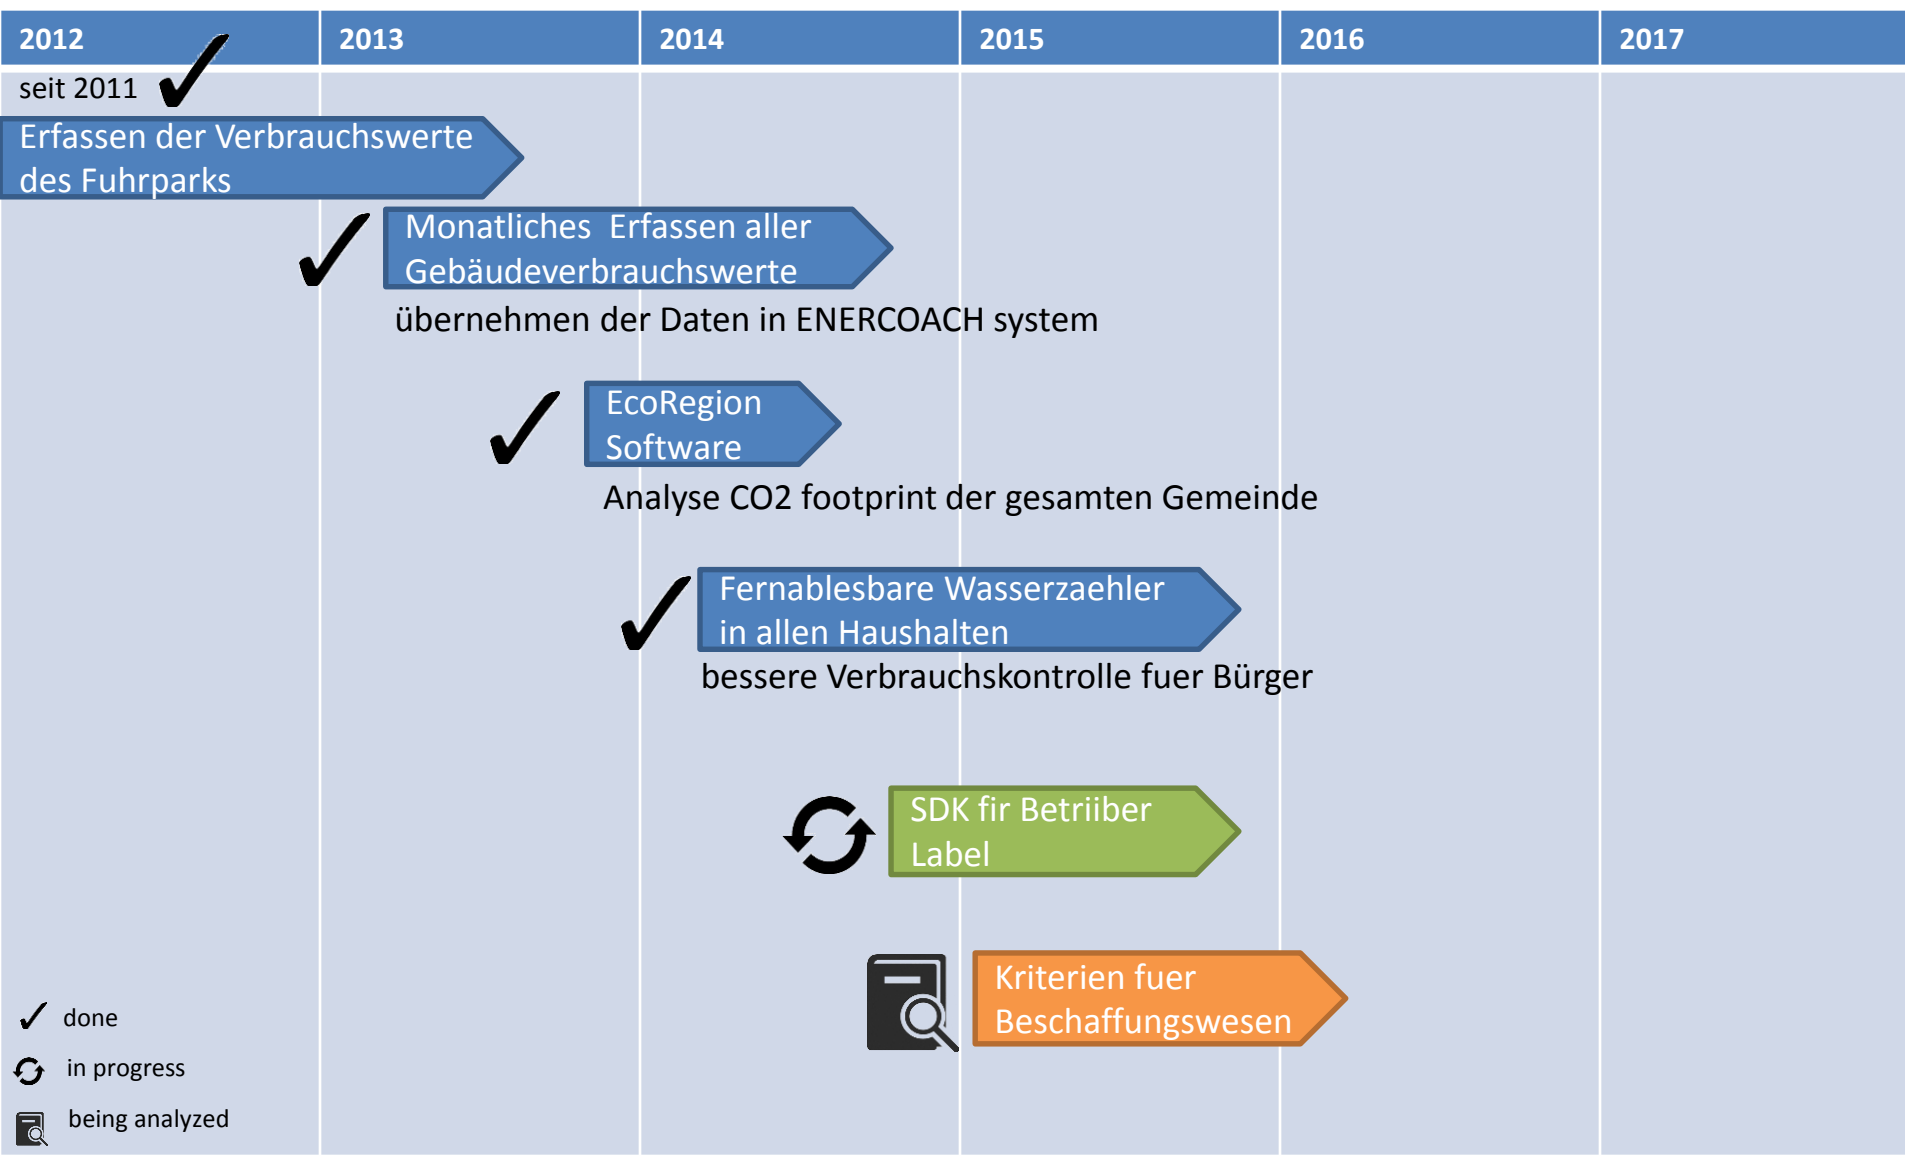 2012 2013 2014 2015 2016 2017
seit 2011
Erfassen der Verbrauchswerte
des Fuhrparks
Monatliches Erfassen aller
Gebäudeverbrauchswerte
übernehmen der Daten in ENERCOACH system
EcoRegion
Software
Analyse CO2 footprint der gesamten Gemeinde
Fernablesbare Wasserzaehler
in allen Haushalten
bessere Verbrauchskontrolle fuer Bürger
SDK fir Betriiber
Label
Kriterien fuer
Beschaffungswesen
done
in progress
being analyzed